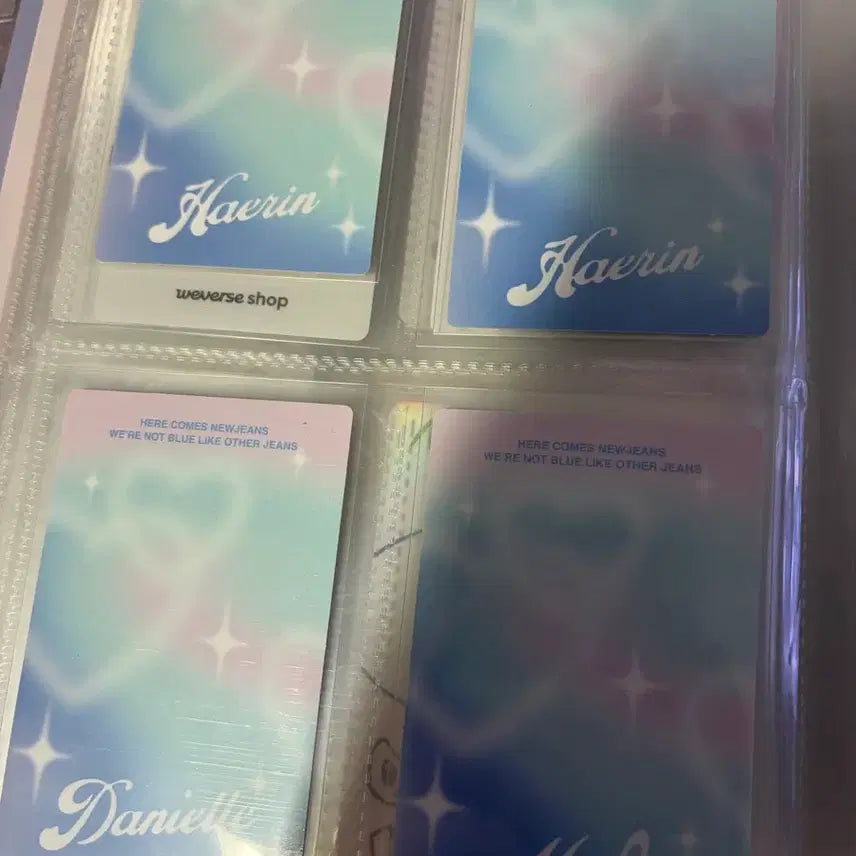 Haerin
Haerin
weverse shop
HERE COMES NEWJEANS
WE'RE NOT BLUE LIKE OTHER JEANS
HERE COMES NEWJEANS
WE'RE NOT BLUE LIKE OTHER JEANS
Danielle